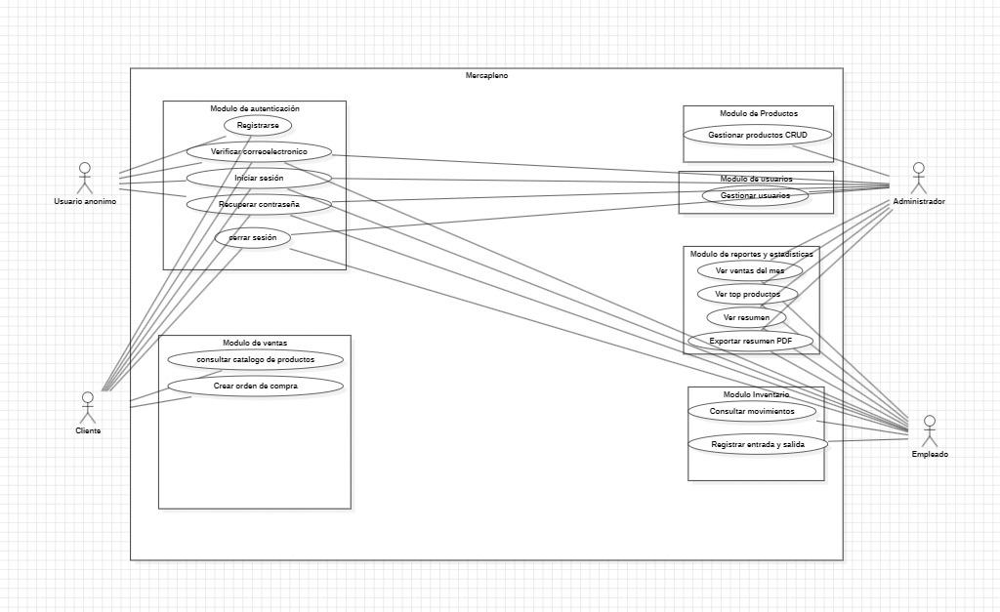 Mercapleno
Modulo de autenticación
Registrarse
Verificar correoelectronico
Iniciar sesión
Recuperar contraseña
cerrar sesión
Usuario anonimo
Modulo de Productos
Gestionar productos CRUD
Modulo de usuarios
Gestionar usuarios
Administrador
Modulo de reportes y estadisticas
Ver ventas del mes
Ver top productos
Ver resumen
Exportar resumen PDF
Modulo de ventas
consultar catalogo de productos
Crear orden de compra
Cliente
Modulo Inventario
Consultar movimientos
Registrar entrada y salida
Empleado